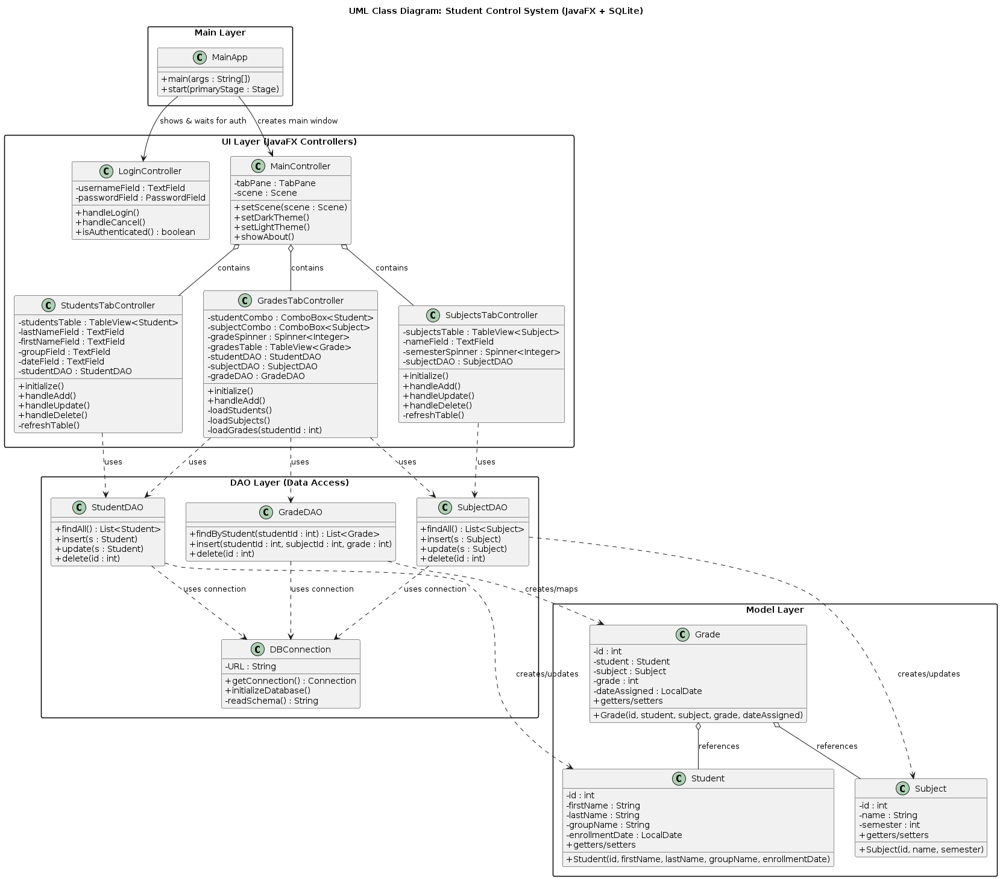 UML Class Diagram: Student Control System (JavaFX + SQLite)
Main Layer
C MainApp
+main(args : String[])
+start(primaryStage : Stage)
shows & waits for auth
creates main window
UI Layer (JavaFX Controllers)
C LoginController
-usernameField : TextField
-passwordField : PasswordField
+handleLogin()
+handleCancel()
+isAuthenticated() : boolean
C MainController
-tabPane : TabPane
-scene : Scene
+setScene(scene : Scene)
+setDarkTheme()
+setLightTheme()
+showAbout()
contains
contains
contains
C StudentsTabController
-studentsTable : TableView<Student>
-lastNameField : TextField
-firstNameField : TextField
-groupField : TextField
-dateField : TextField
-studentDAO : StudentDAO
+initialize()
+handleAdd()
+handleUpdate()
+handleDelete()
-refreshTable()
C GradesTabController
-studentCombo : ComboBox<Student>
-subjectCombo : ComboBox<Subject>
-gradeSpinner : Spinner<Integer>
-gradesTable : TableView<Grade>
-studentDAO : StudentDAO
-subjectDAO : SubjectDAO
-gradeDAO : GradeDAO
+initialize()
+handleAdd()
-loadStudents()
-loadSubjects()
-loadGrades(studentId : int)
C SubjectsTabController
-subjectsTable : TableView<Subject>
-nameField : TextField
-semesterSpinner : Spinner<Integer>
-subjectDAO : SubjectDAO
+initialize()
+handleAdd()
+handleUpdate()
+handleDelete()
-refreshTable()
uses
uses
uses
uses
uses
DAO Layer (Data Access)
C StudentDAO
+findAll() : List<Student>
+insert(s : Student)
+update(s : Student)
+delete(id : int)
C GradeDAO
+findByStudent(studentId : int) : List<Grade>
+insert(studentId : int, subjectId : int, grade : int)
+delete(id : int)
C SubjectDAO
+findAll() : List<Subject>
+insert(s : Subject)
+update(s : Subject)
+delete(id : int)
uses connection
uses connection
uses connection
creates/maps
C DBConnection
-URL : String
+getConnection() : Connection
+initializeDatabase()
-readSchema() : String
creates/updates
creates/updates
Model Layer
C Grade
-id : int
-student : Student
-subject : Subject
-grade : int
-dateAssigned : LocalDate
+getters/setters
+Grade(id, student, subject, grade, dateAssigned)
references
references
C Student
-id : int
-firstName : String
-lastName : String
-groupName : String
-enrollmentDate : LocalDate
+getters/setters
+Student(id, firstName, lastName, groupName, enrollmentDate)
C Subject
-id : int
-name : String
-semester : int
+getters/setters
+Subject(id, name, semester)